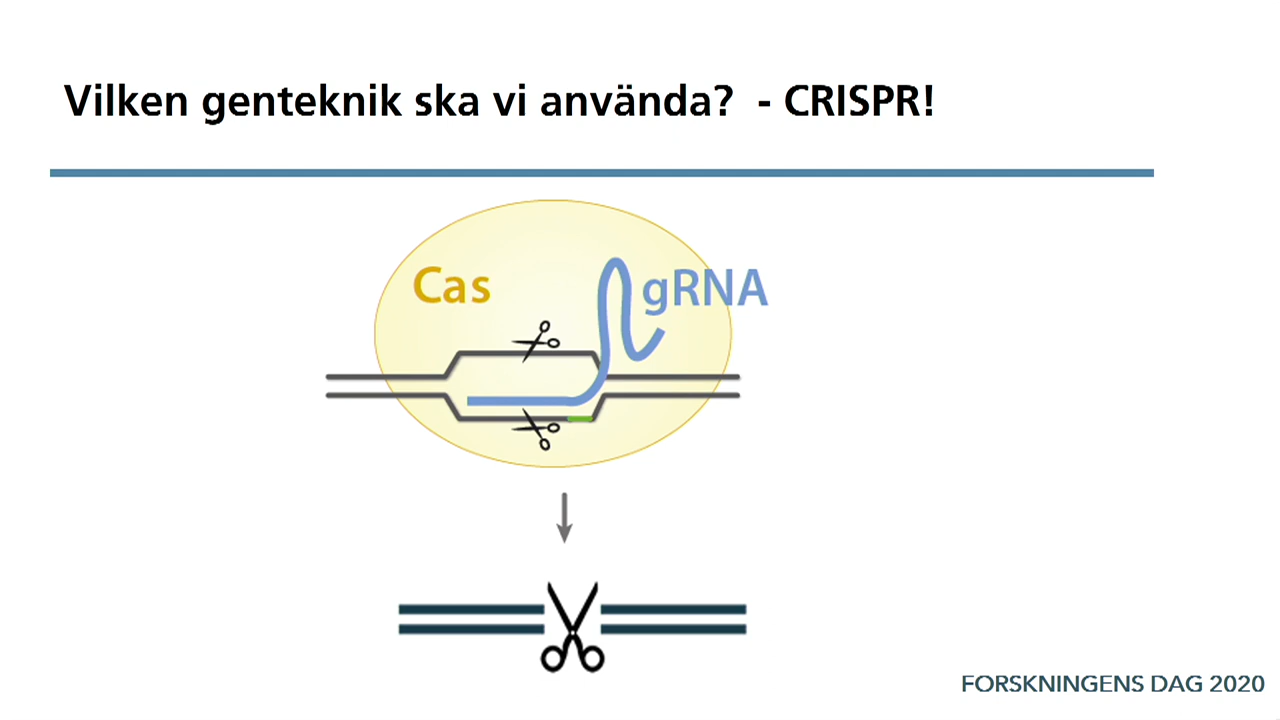 Vilken genteknik ska vi använda?  - CRISPR!
Cas
gRNA
FORSKNINGENS DAG 2020